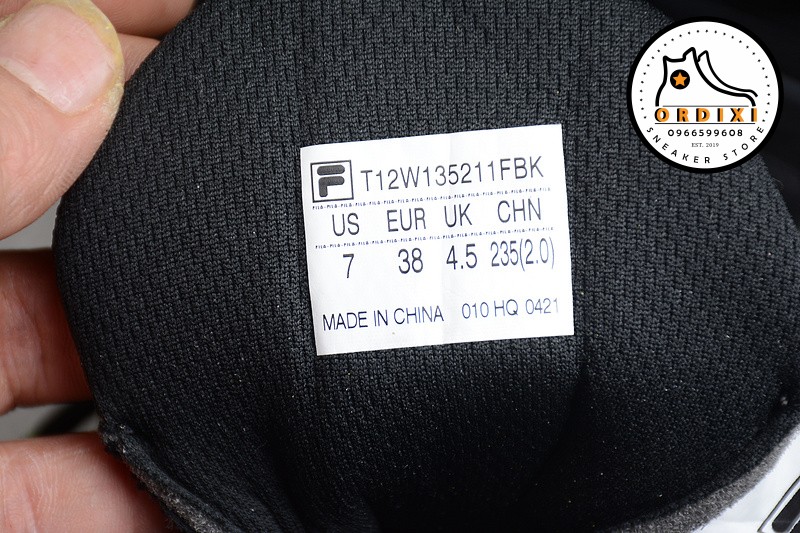 T12W135211FBK
US EUR UK CHN
7 38 4.5 235(2.0)
MADE IN CHINA 010 HQ 0421
ORDIXI
0966599608
EST. 2019
SNEAKER STORE